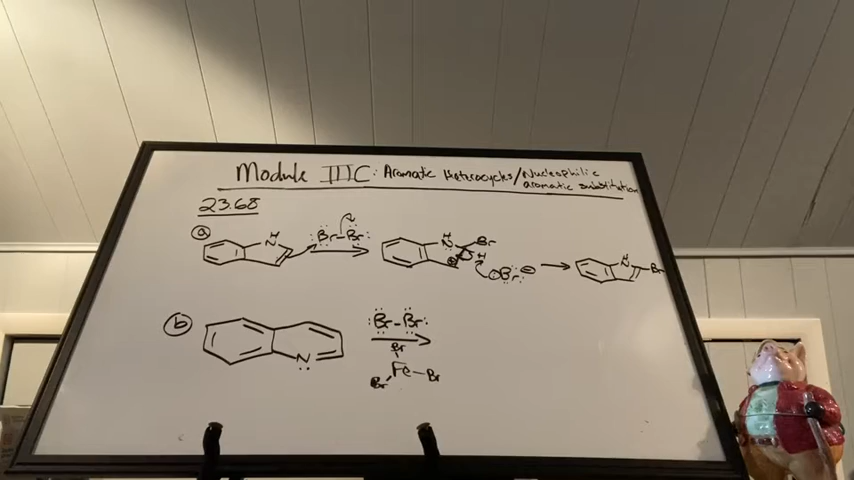 Module IIIC: Aromatic Heterocycles/Nucleophilic
aromatic substitution
23.68
a
H
N
:Br-Br:
H
N
Br
H
:Br:⊖
H
N
Br
b
N
:Br-Br:
Br
Fe-Br
Br